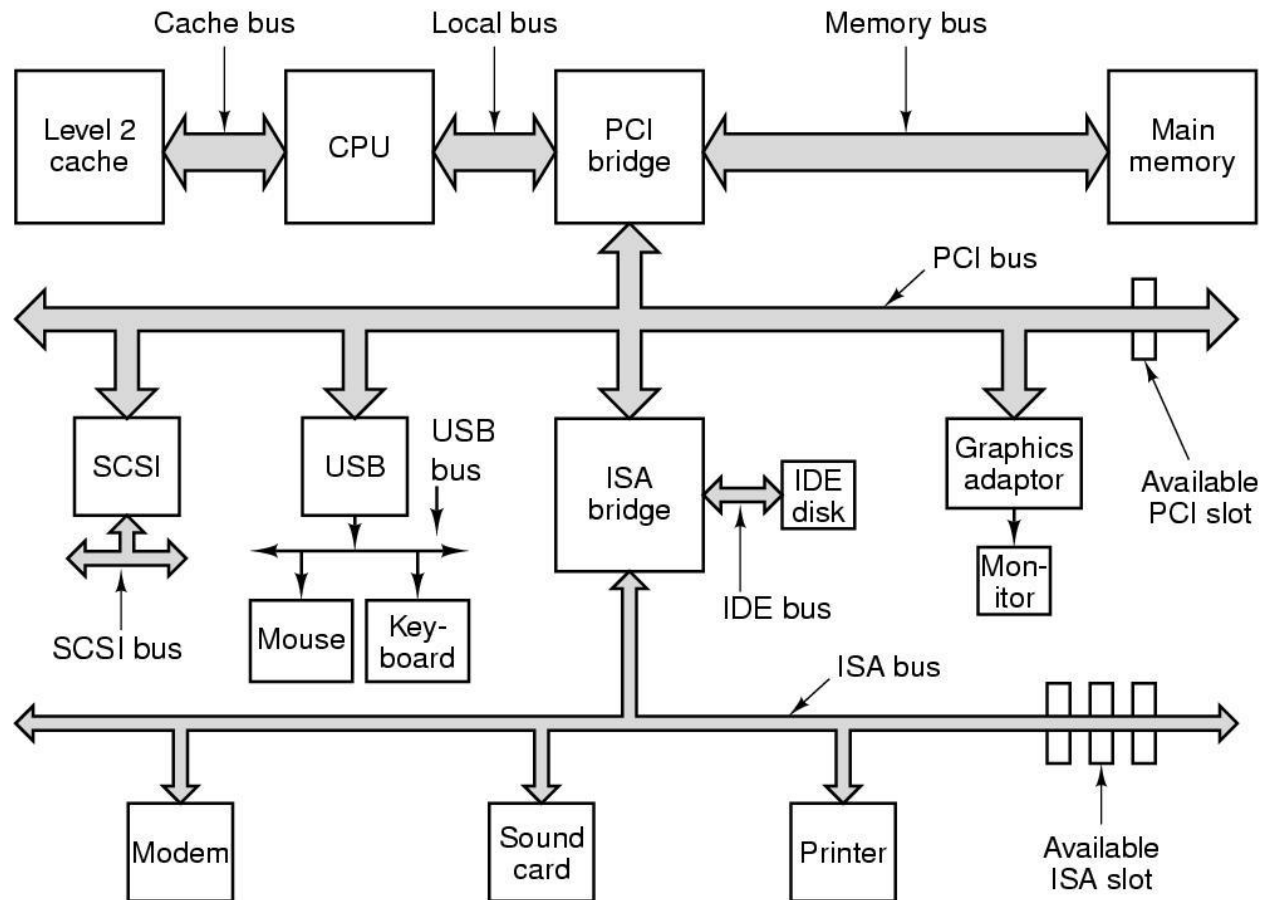 Cache bus
Local bus
Memory bus
Level 2
cache
CPU
PCI
bridge
Main
memory
PCI bus
SCSI
USB
USB
bus
ISA
bridge
IDE
disk
Graphics
adaptor
Available
PCI slot
Mon-
itor
IDE bus
Mouse
Key-
board
SCSI bus
ISA bus
Modem
Sound
card
Printer
Available
ISA slot